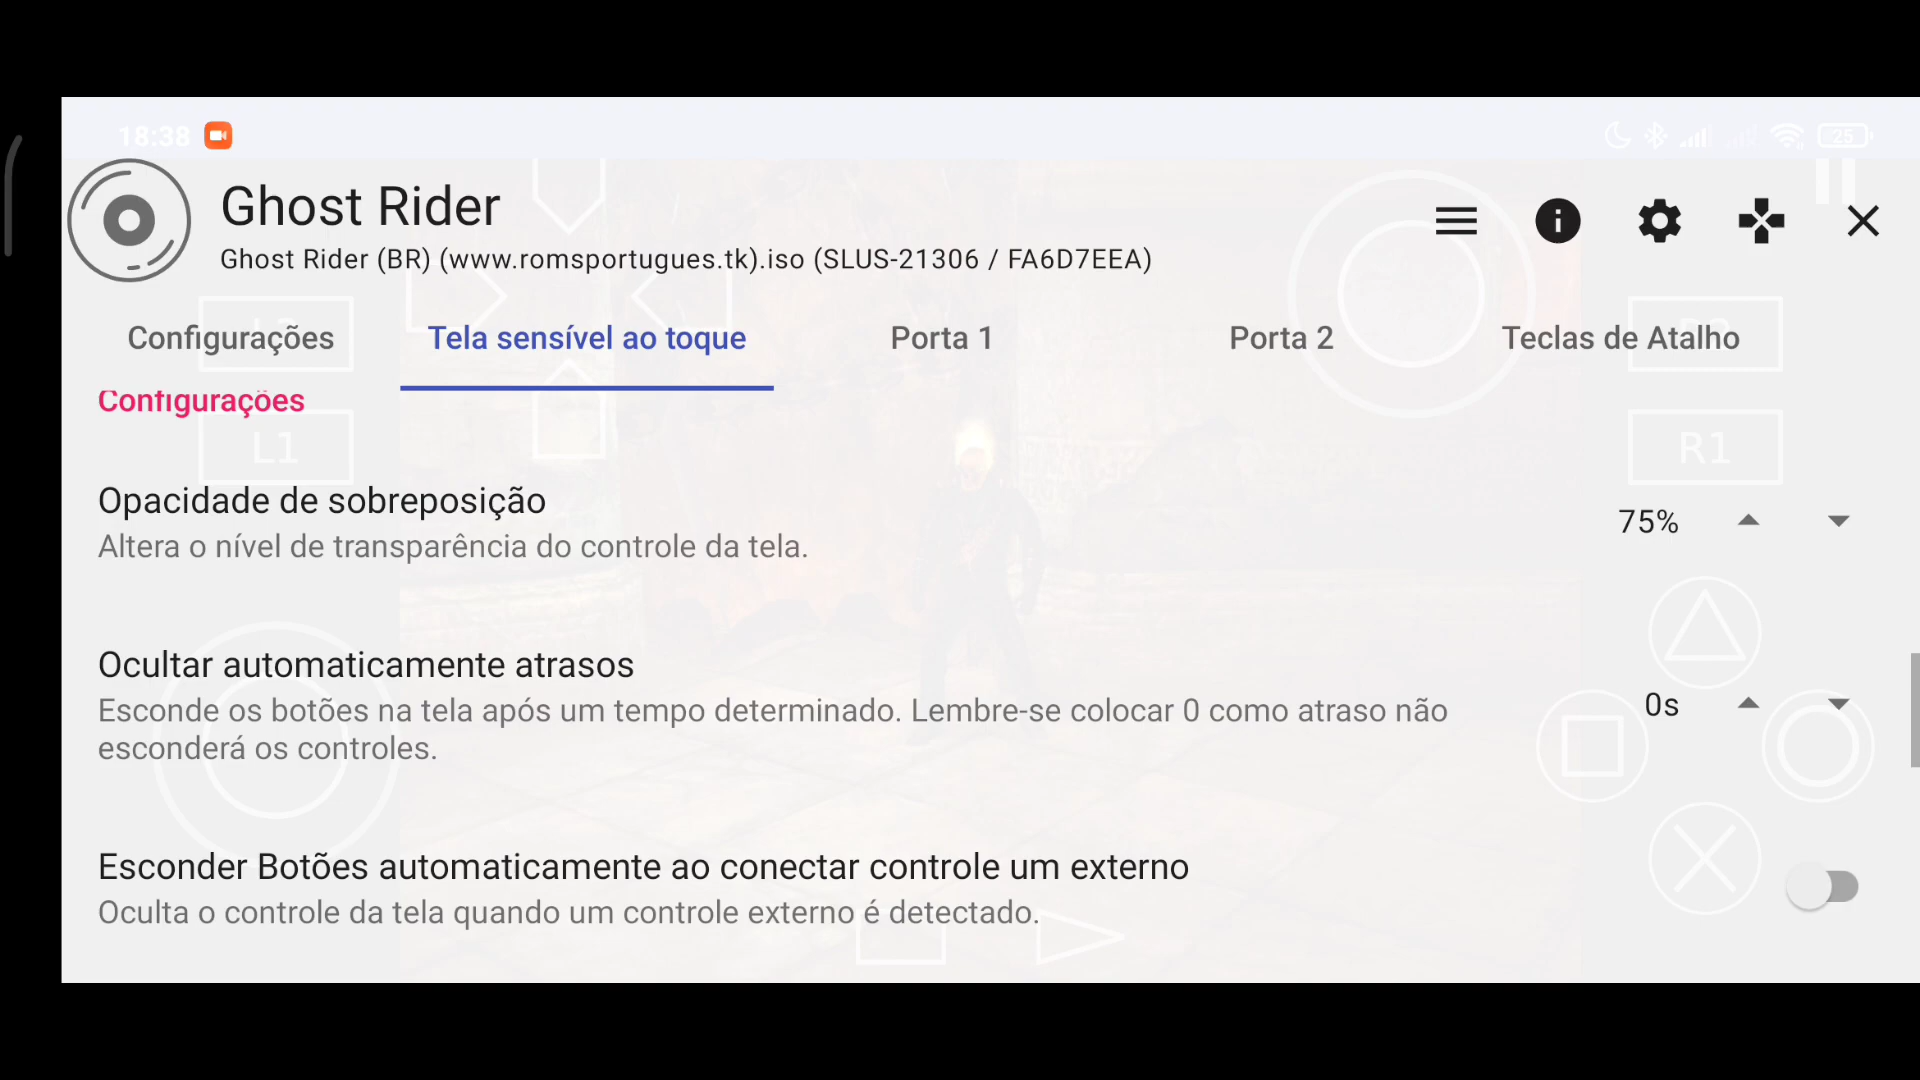 18:38
25
Ghost Rider
Ghost Rider (BR) (www.romsportugues.tk).iso (SLUS-21306 / FA6D7EEA)
Configurações
Tela sensível ao toque
Porta 1
Porta 2
Teclas de Atalho
Configurações
L1
R1
Opacidade de sobreposição
Altera o nível de transparência do controle da tela.
75%
Ocultar automaticamente atrasos
Esconde os botões na tela após um tempo determinado. Lembre-se colocar 0 como atraso não
esconderá os controles.
0s
Esconder Botões automaticamente ao conectar controle um externo
Oculta o controle da tela quando um controle externo é detectado.